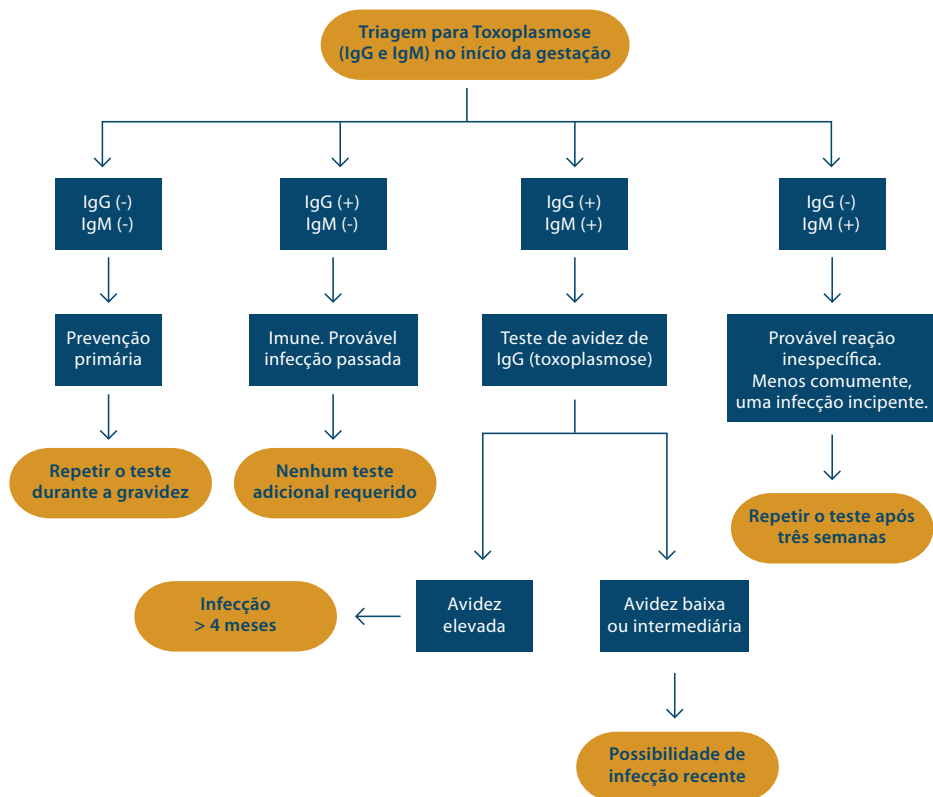 Triagem para Toxoplasmose
(IgG e IgM) no início da gestação
IgG (-)
IgM (-)
IgG (+)
IgM (-)
IgG (+)
IgM (+)
IgG (-)
IgM (+)
Prevenção
primária
Imune. Provável
infecção passada
Teste de avidez de
IgG (toxoplasmose)
Provável reação
inespecífica.
Menos comumente,
uma infecção incipente.
Repetir o teste
durante a gravidez
Nenhum teste
adicional requerido
Repetir o teste após
três semanas
Infecção
> 4 meses
Avidez
elevada
Avidez baixa
ou intermediária
Possibilidade de
infecção recente